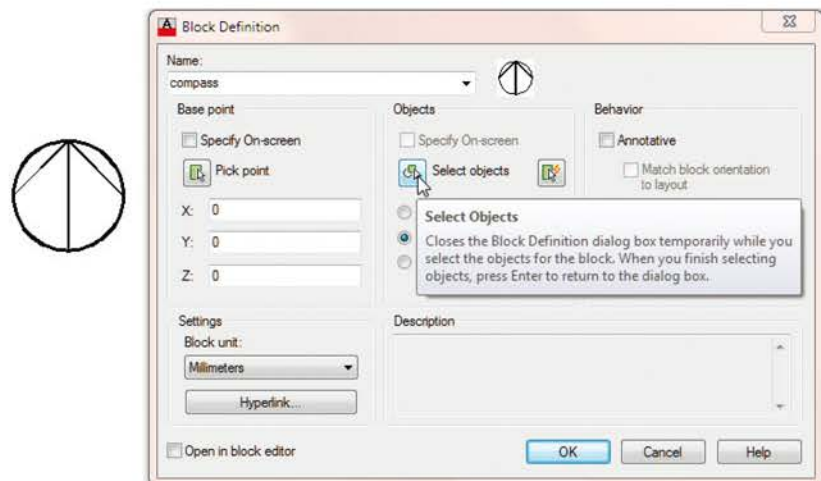 Block Definition
Name:
compass
Base point
Specify On-screen
Pick point
X: 0
Y: 0
Z: 0
Objects
Specify On-screen
Select objects
Behavior
Annotative
Match block orientation
to layout
Select Objects
Closes the Block Definition dialog box temporarily while you
select the objects for the block. When you finish selecting
objects, press Enter to return to the dialog box.
Settings
Block unit:
Millimeters
Hyperlink...
Description
Open in block editor
OK
Cancel
Help